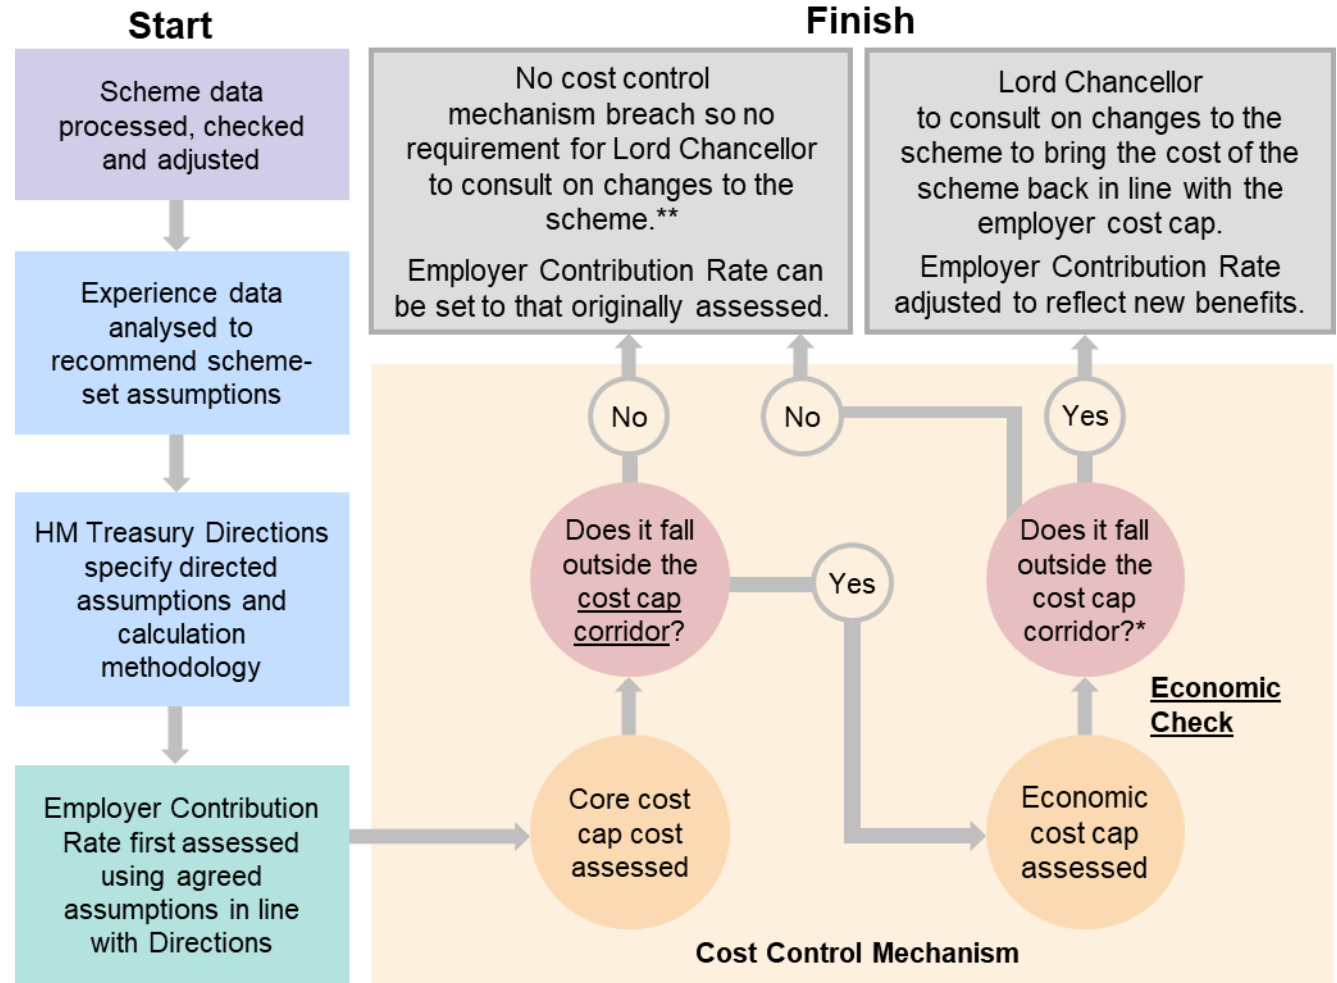 Start
Scheme data
processed, checked
and adjusted
Experience data
analysed to
recommend scheme-
set assumptions
HM Treasury Directions
specify directed
assumptions and
calculation
methodology
Employer Contribution
Rate first assessed
using agreed
assumptions in line
with Directions
Finish
No cost control
mechanism breach so no
requirement for Lord Chancellor
to consult on changes to the
scheme.**
Employer Contribution Rate can
be set to that originally assessed.
Lord Chancellor
to consult on changes to the
scheme to bring the cost of the
scheme back in line with the
employer cost cap.
Employer Contribution Rate
adjusted to reflect new benefits.
No
No
Yes
Does it fall
outside the
cost cap
corridor?
Yes
Does it fall
outside the
cost cap
corridor?*
Economic
Check
Core cost
cap cost
assessed
Economic
cost cap
assessed
Cost Control Mechanism